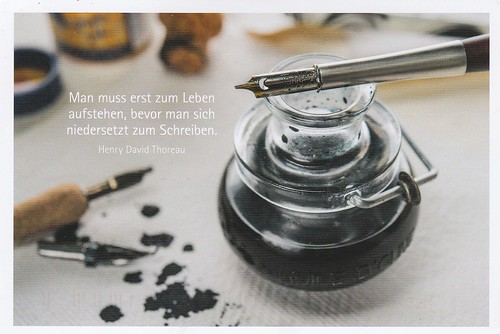 Man muss erst zum Leben
aufstehen, bevor man sich
niedersetzt zum Schreiben.
Henry David Thoreau